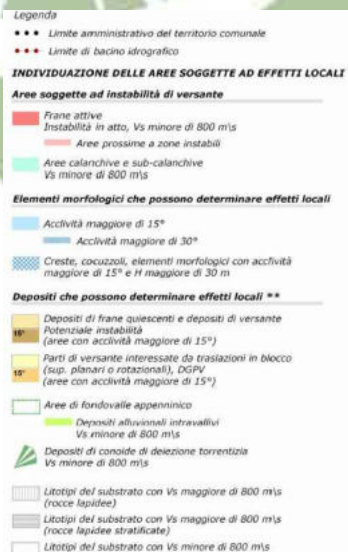 Legenda
Limite amministrativo del territorio comunale
Limite di bacino idrografico
INDIVIDUAZIONE DELLE AREE SOGGETTE AD EFFETTI LOCALI
Aree soggette ad instabilità di versante
Frane attive
Instabilità in atto, Vs minore di 800 m\s
Aree prossime a zone instabili
Aree calanchive e sub-calanchive
Vs minore di 800 m\s
Elementi morfologici che possono determinare effetti locali
Acclività maggiore di 15°
Acclività maggiore di 30°
Creste, cocuzzoli, elementi morfologici con acclività
maggiore di 15° e H maggiore di 30 m
Depositi che possono determinare effetti locali **
Depositi di frane quiescenti e depositi di versante
15° Potenziale instabilità
(aree con acclività maggiore di 15°)
Parti di versante interessate da traslazioni in blocco
15° (sup. planari o rotazionali), DGPV
(aree con acclività maggiore di 15°)
Aree di fondovalle appenninico
Depositi alluvionali intravallivi
Vs minore di 800 m\s
Depositi di conoide di deiezione torrentizia
Vs minore di 800 m\s
Litotipi del substrato con Vs maggiore di 800 m\s
(rocce lapidee)
Litotipi del substrato con Vs maggiore di 800 m\s
(rocce lapidee stratificate)
Litotipi del substrato con Vs minore di 800 m\s